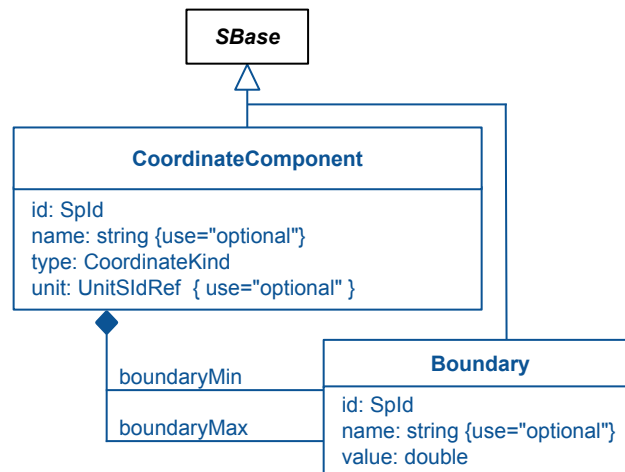 SBase
CoordinateComponent
id: SpId
name: string {use="optional"}
type: CoordinateKind
unit: UnitSIdRef  { use="optional" }
boundaryMin
boundaryMax
Boundary
id: SpId
name: string {use="optional"}
value: double